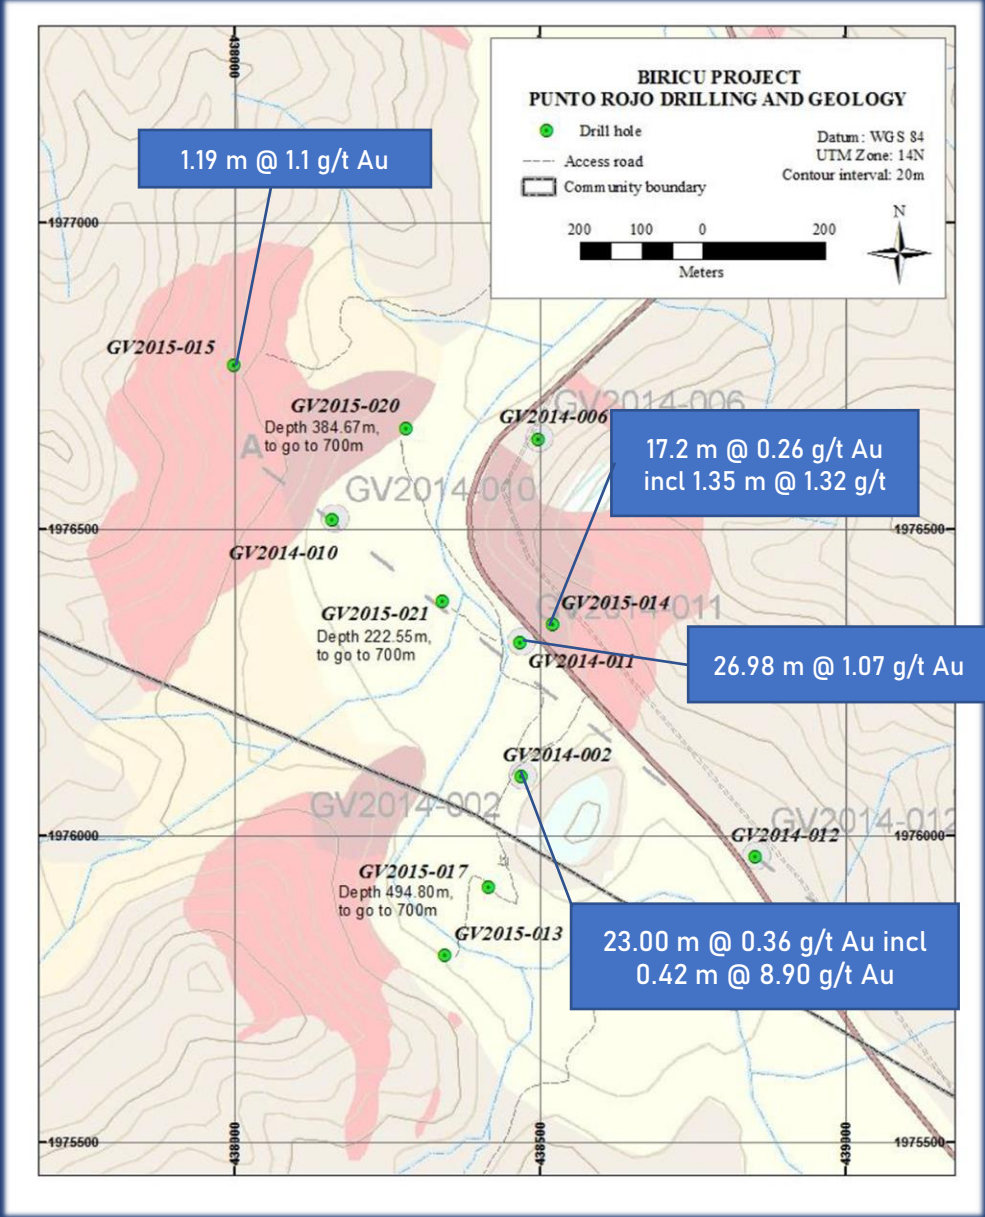 438000
BIRICU PROJECT
PUNTO ROJO DRILLING AND GEOLOGY
Drill hole
Access road
Community boundary
Datum: WGS 84
UTM Zone: 14N
Contour interval: 20m
200 100 0 200
Meters
N
1.19 m @ 1.1 g/t Au
1977000
GV2015-015
GV2015-020
Depth 384.67m,
to go to 700m
A
GV2014-006
GV2014-006
17.2 m @ 0.26 g/t Au
incl 1.35 m @ 1.32 g/t
GV2014-010
1976500
1976500
GV2014-010
GV2015-021
Depth 222.55m,
to go to 700m
GV2015-014
GV2014-011
GV2014-011
26.98 m @ 1.07 g/t Au
GV2014-002
GV2014-002
GV2014-012
GV2014-012
1976000
1976000
GV2015-017
Depth 494.80m,
to go to 700m
GV2015-013
23.00 m @ 0.36 g/t Au incl
0.42 m @ 8.90 g/t Au
1975500
1975500
438000
438500
439000